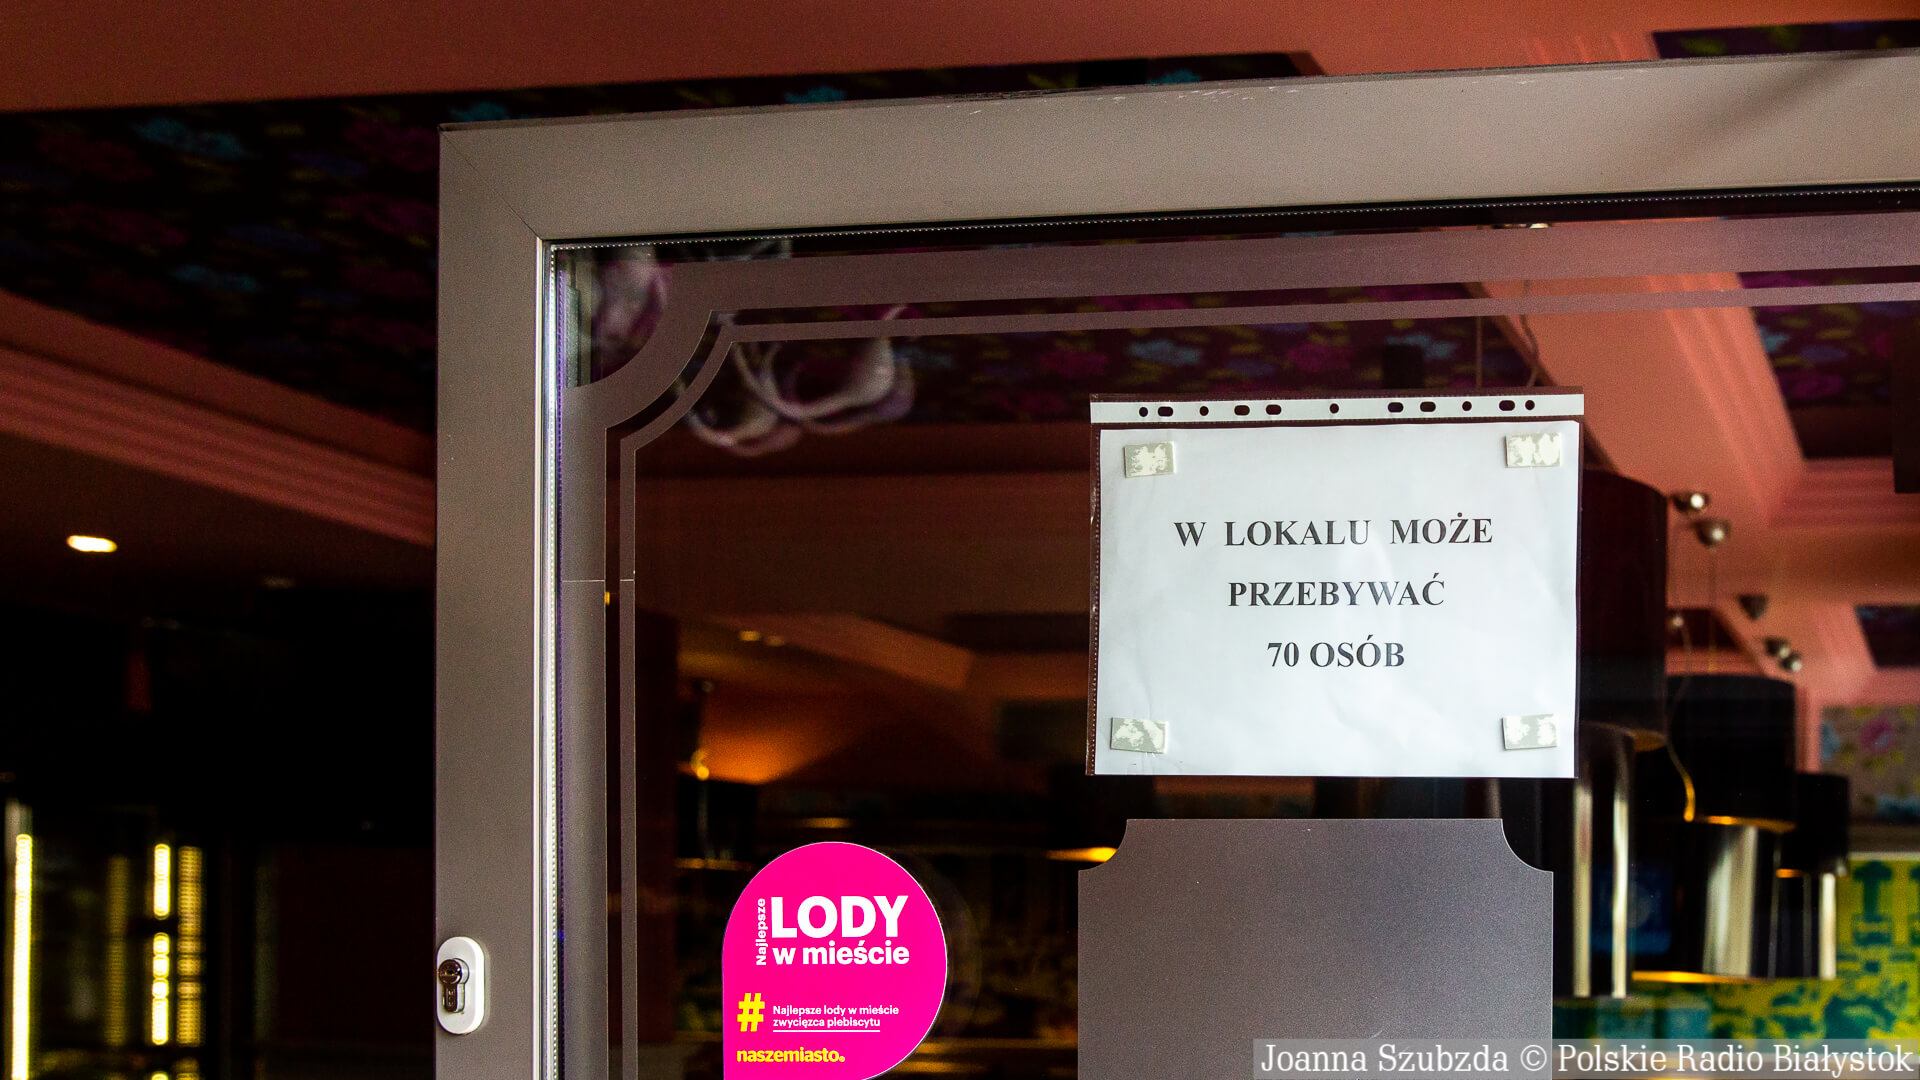 W LOKALU MOŻE
PRZEBYWAĆ
70 OSÓB
Najlepsze
LODY
w mieście
#
Najlepsze lody w mieście
zwycięzca plebiscytu
naszemiasto.
Joanna Szubzda © Polskie Radio Białystok